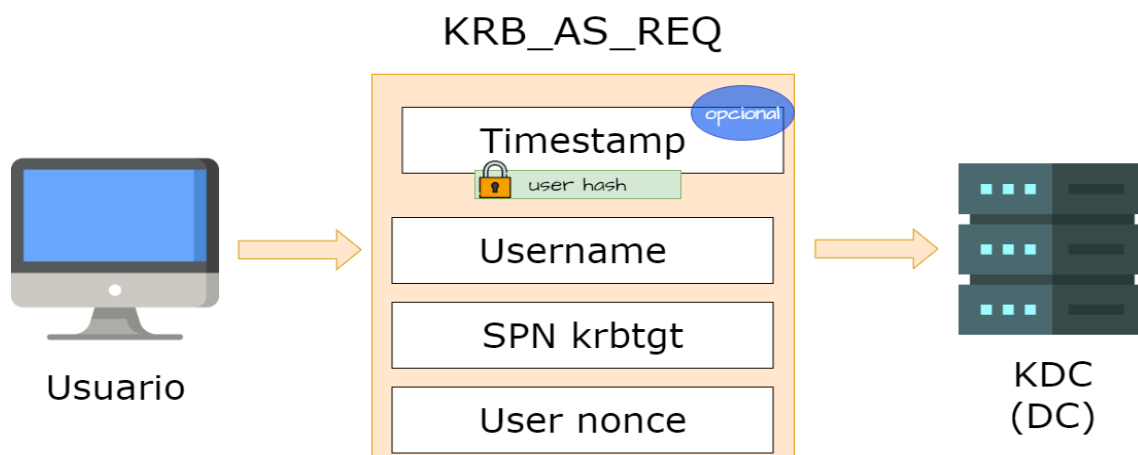 KRB_AS_REQ
opcional
Timestamp
user hash
Username
SPN krbtgt
User nonce
Usuario
KDC
(DC)